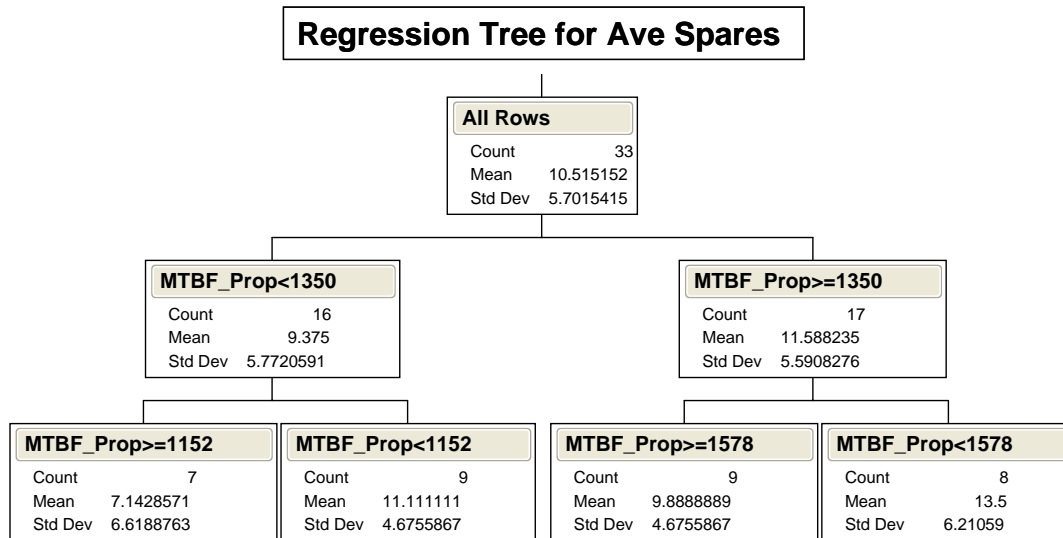 Regression Tree for Ave Spares
All Rows
Count 33
Mean 10.515152
Std Dev 5.7015415
MTBF_Prop<1350
Count 16
Mean 9.375
Std Dev 5.7720591
MTBF_Prop>=1350
Count 17
Mean 11.588235
Std Dev 5.5908276
MTBF_Prop>=1152
Count 7
Mean 7.1428571
Std Dev 6.6188763
MTBF_Prop<1152
Count 9
Mean 11.111111
Std Dev 4.6755867
MTBF_Prop>=1578
Count 9
Mean 9.8888889
Std Dev 4.6755867
MTBF_Prop<1578
Count 8
Mean 13.5
Std Dev 6.21059